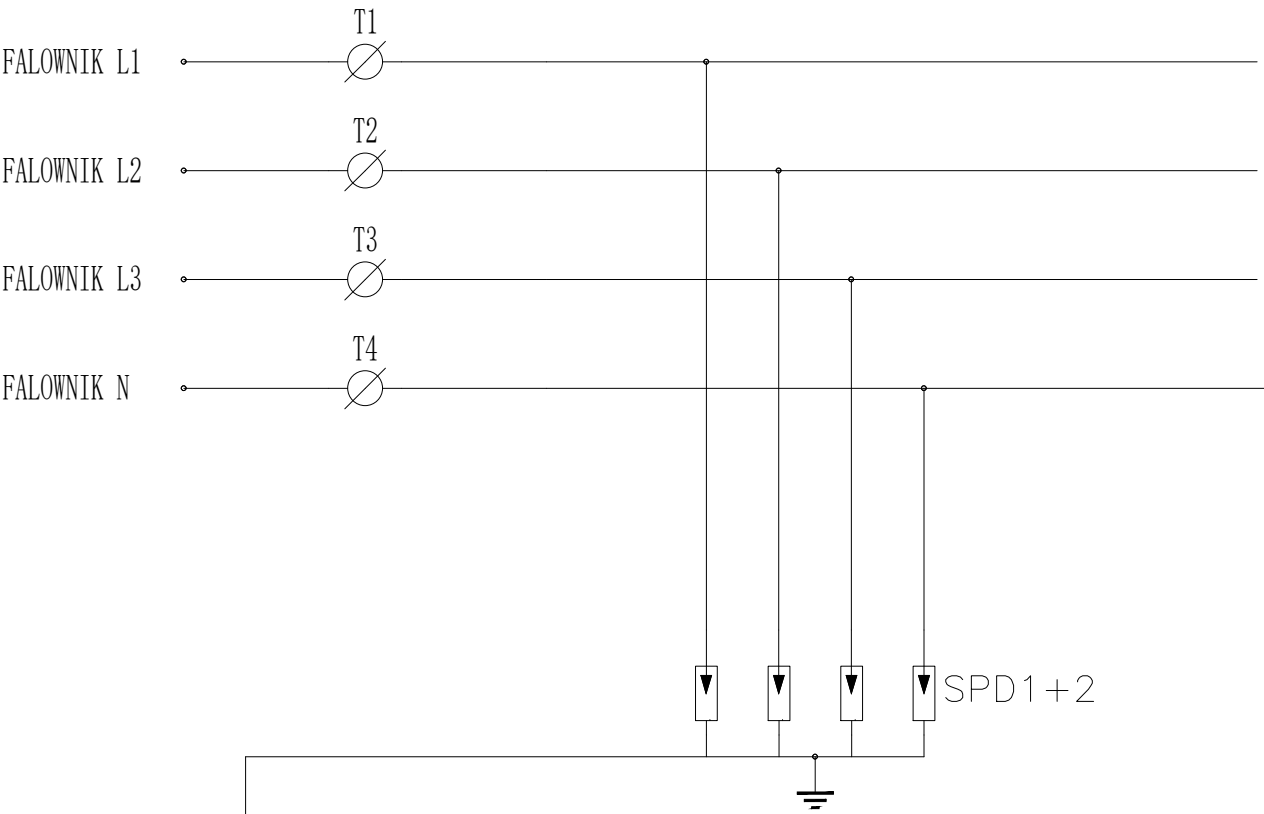 T1
FALOWNIK L1
T2
FALOWNIK L2
T3
FALOWNIK L3
T4
FALOWNIK N
SPD1+2